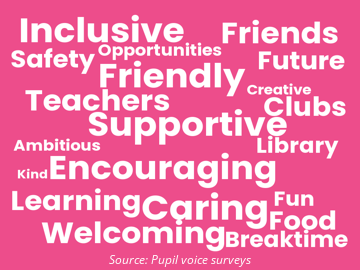 Inclusive Friends
Safety Opportunities Future
Friendly Creative
Teachers Clubs
Supportive
Ambitious Library
Kind Encouraging
Learning Caring Fun
Food
Welcoming Breaktime
Source: Pupil voice surveys